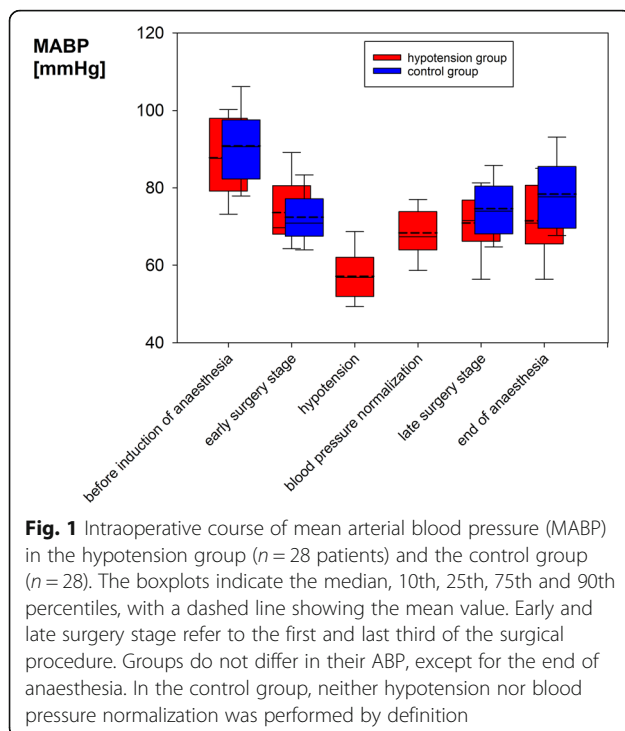 MABP
[mmHg]
120
100
80
60
40
hypotension group
control group
before induction of anaesthesia
early surgery stage
hypotension
blood pressure normalization
late surgery stage
end of anaesthesia
Fig. 1 Intraoperative course of mean arterial blood pressure (MABP)
in the hypotension group (n = 28 patients) and the control group
(n = 28). The boxplots indicate the median, 10th, 25th, 75th and 90th
percentiles, with a dashed line showing the mean value. Early and
late surgery stage refer to the first and last third of the surgical
procedure. Groups do not differ in their ABP, except for the end of
anaesthesia. In the control group, neither hypotension nor blood
pressure normalization was performed by definition